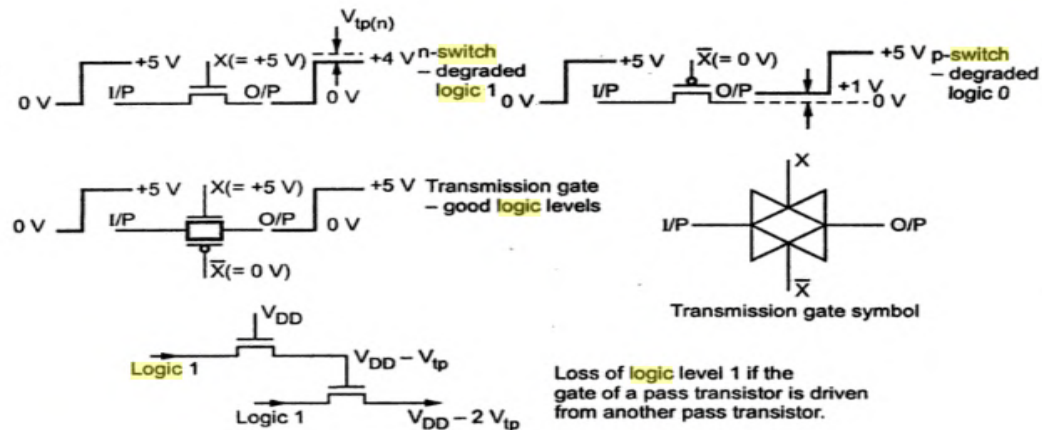 V_tp(n)
+5 V
X(= +5 V)
+4 V
n-switch
– degraded
logic 1
0 V
I/P
O/P
0 V
+5 V
X̅(= 0 V)
+5 V
p-switch
– degraded
logic 0
0 V
I/P
O/P
+1 V
0 V
+5 V
X(= +5 V)
+5 V
Transmission gate
– good logic levels
0 V
I/P
O/P
0 V
X̅(= 0 V)
X
I/P
O/P
X̅
Transmission gate symbol
V_DD
Logic 1
V_DD – V_tp
Logic 1
V_DD – 2 V_tp
Loss of logic level 1 if the
gate of a pass transistor is driven
from another pass transistor.